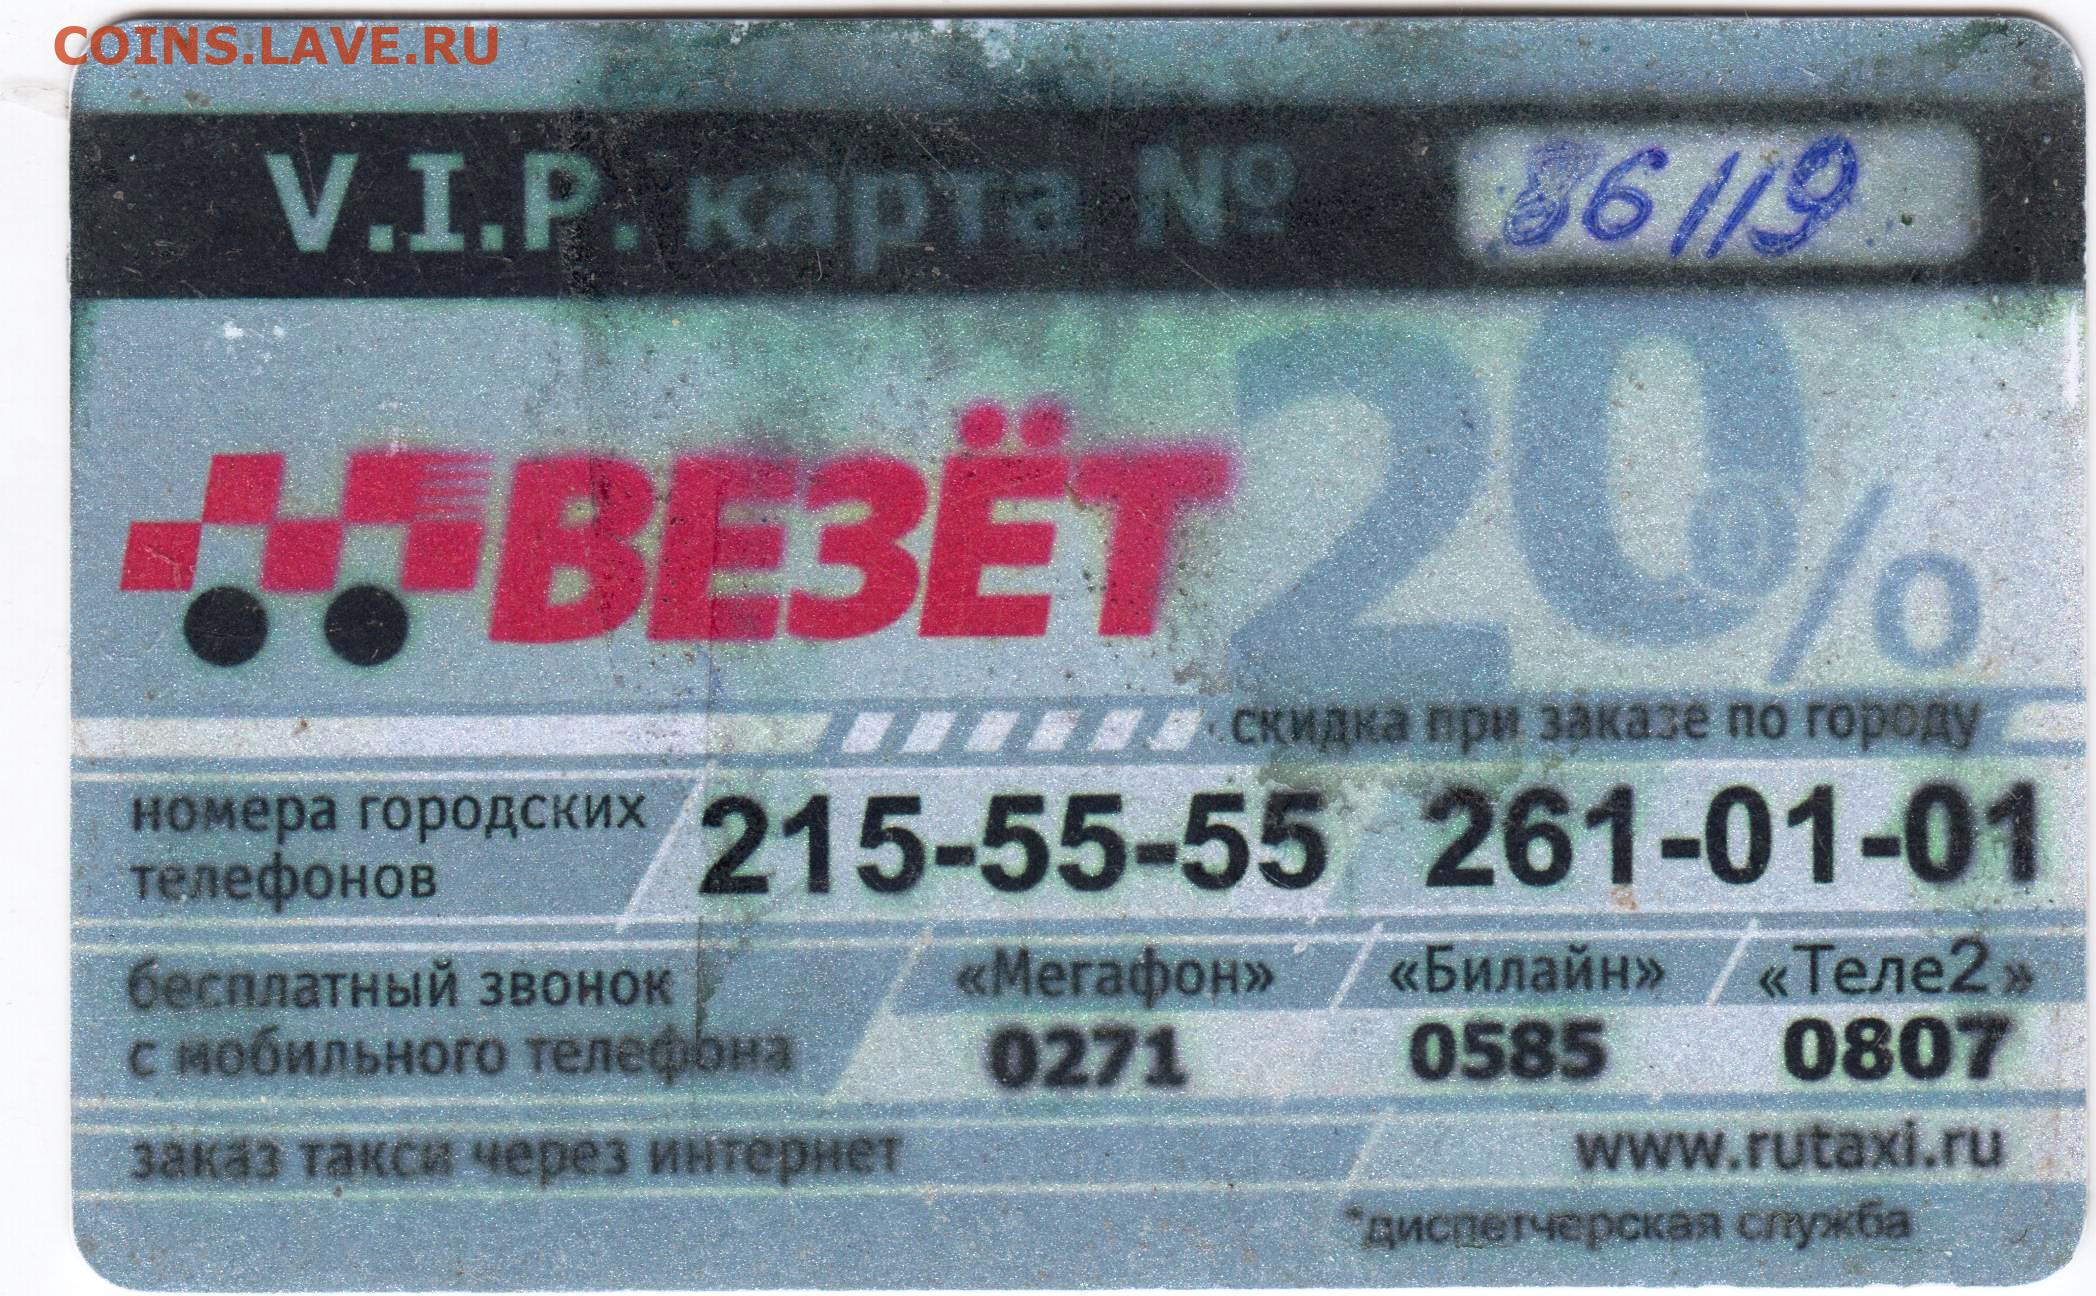 COINS.LAVE.RU
V.I.P. карта № 86119
ВЕЗЁТ 20%
скидка при заказе по городу
номера городских
телефонов
215-55-55 261-01-01
бесплатный звонок
с мобильного телефона
«Мегафон» «Билайн» «Теле2»
0271 0585 0807
заказ такси через интернет www.rutaxi.ru
*диспетчерская служба